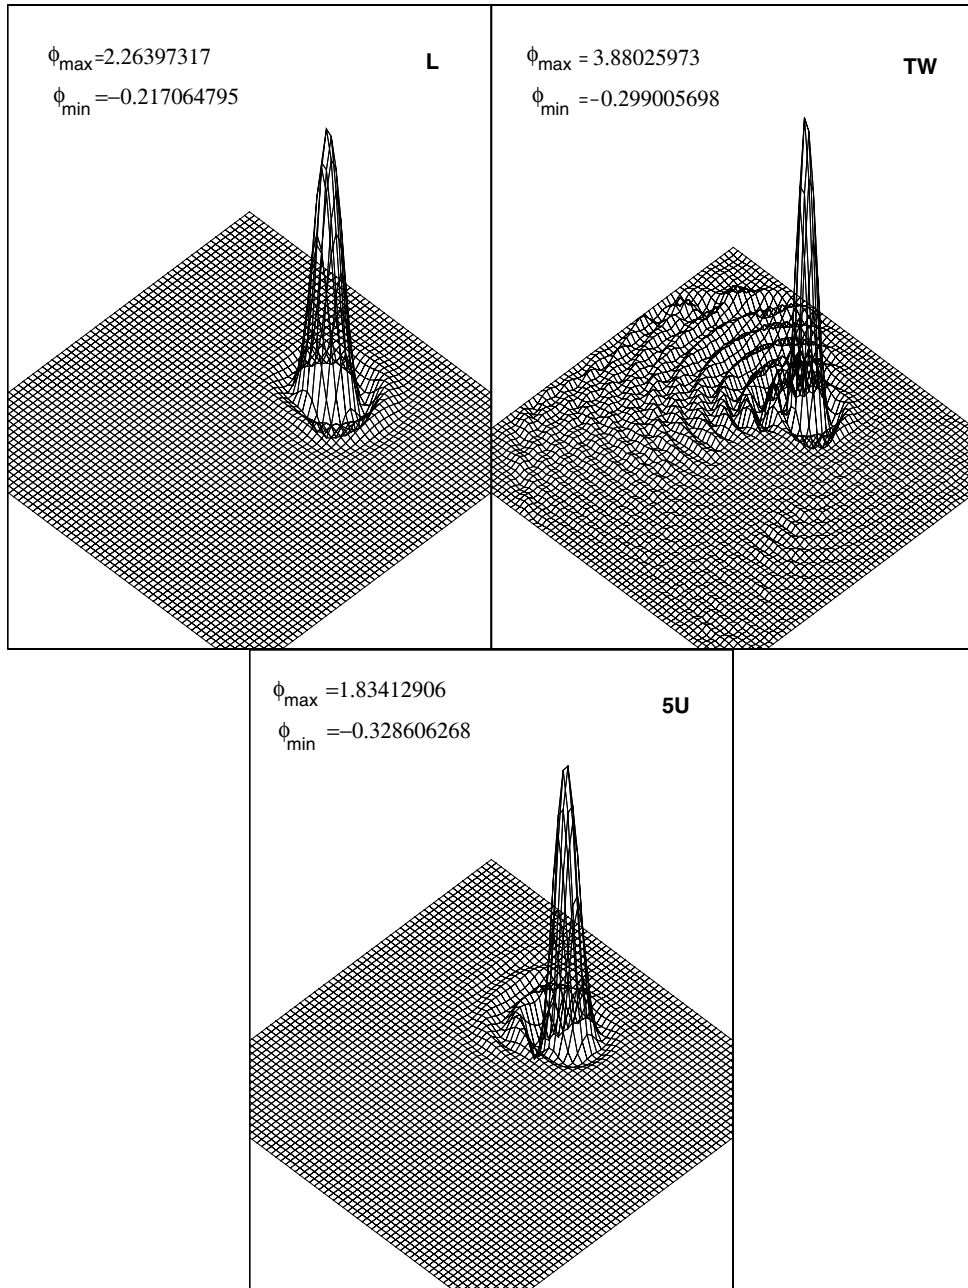 ϕmax=2.26397317
L
ϕmin=−0.217064795
ϕmax = 3.88025973
TW
ϕmin =−0.299005698
ϕmax =1.83412906
5U
ϕmin =−0.328606268